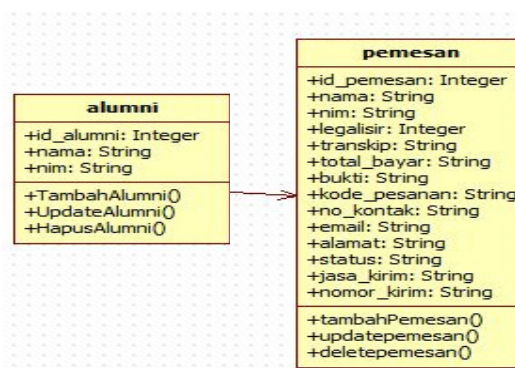 alumni
+id_alumni: Integer
+nama: String
+nim: String
+TambahAlumni()
+UpdateAlumni()
+HapusAlumni()
pemesan
+id_pemesan: Integer
+nama: String
+nim: String
+legalisir: Integer
+transkip: String
+total_bayar: String
+bukti: String
+kode_pesanan: String
+no_kontak: String
+email: String
+alamat: String
+status: String
+jasa_kirim: String
+nomor_kirim: String
+tambahPemesan()
+updatepemesan()
+deletepemesan()